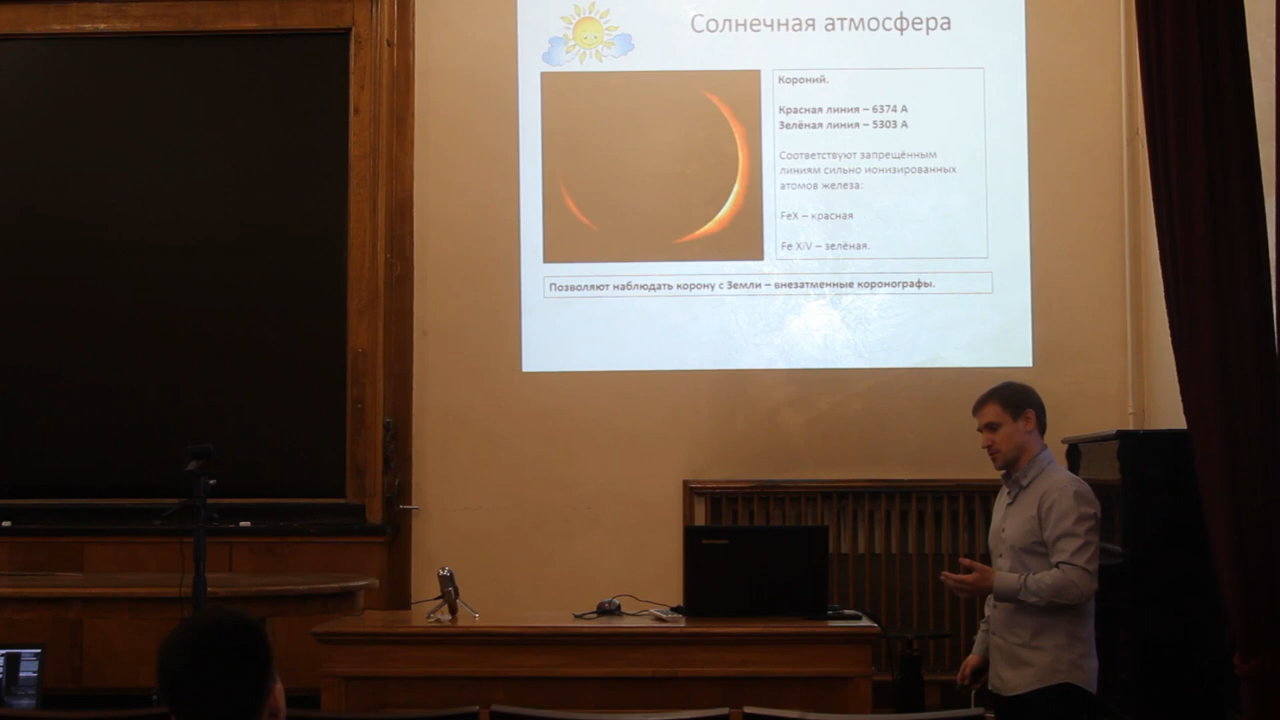 Солнечная атмосфера
Короний.
Красная линия – 6374 А
Зелёная линия – 5303 А
Соответствуют запрещённым
линиям сильно ионизированных
атомов железа:
FeX – красная
Fe XiV – зелёная.
Позволяют наблюдать корону с Земли – внезатменные коронографы.